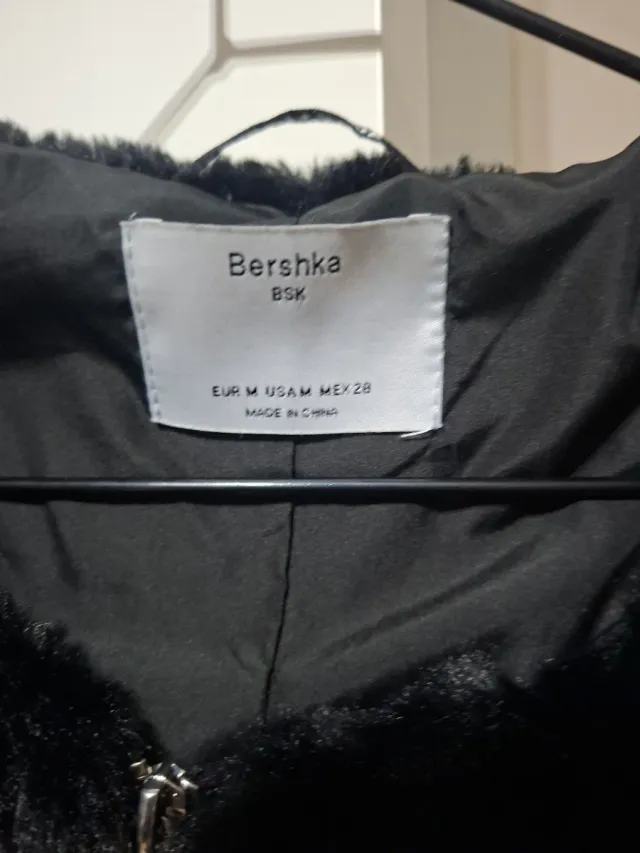 Bershka
BSK
EUR M USA M MEX 28
MADE IN CHINA